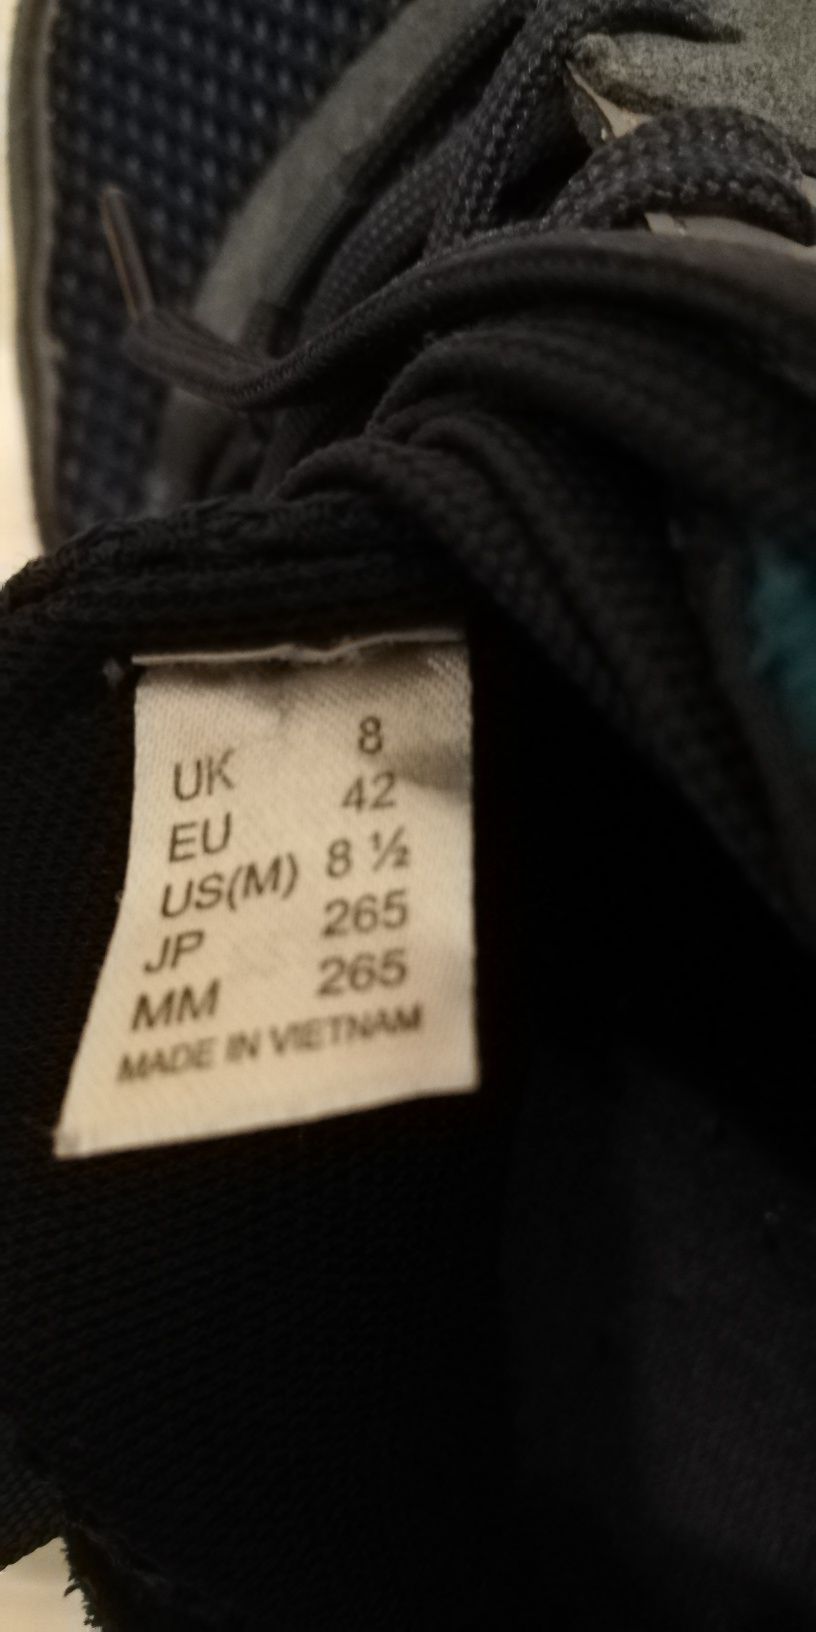 UK 8
EU 42
US(M) 8 ½
JP 265
MM 265
MADE IN VIETNAM